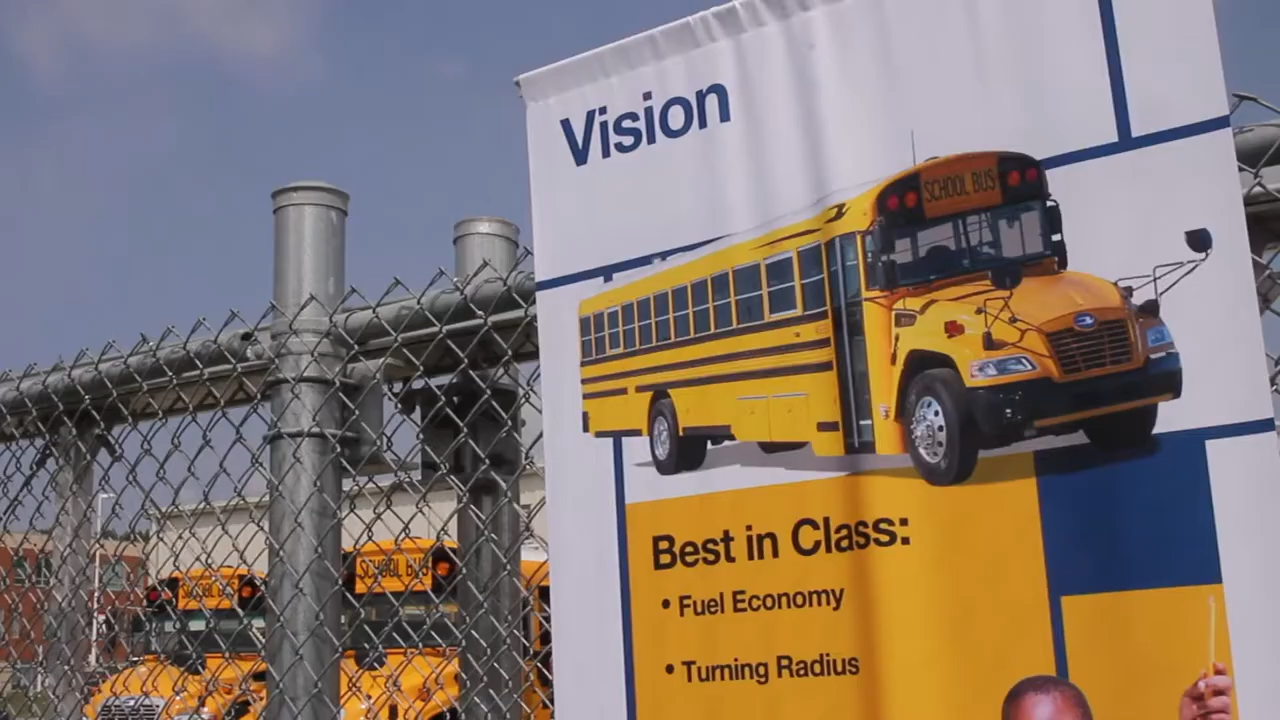 Vision
SCHOOL BUS
Best in Class:
• Fuel Economy
• Turning Radius
SCHOOL BUS
SCHOOL BUS